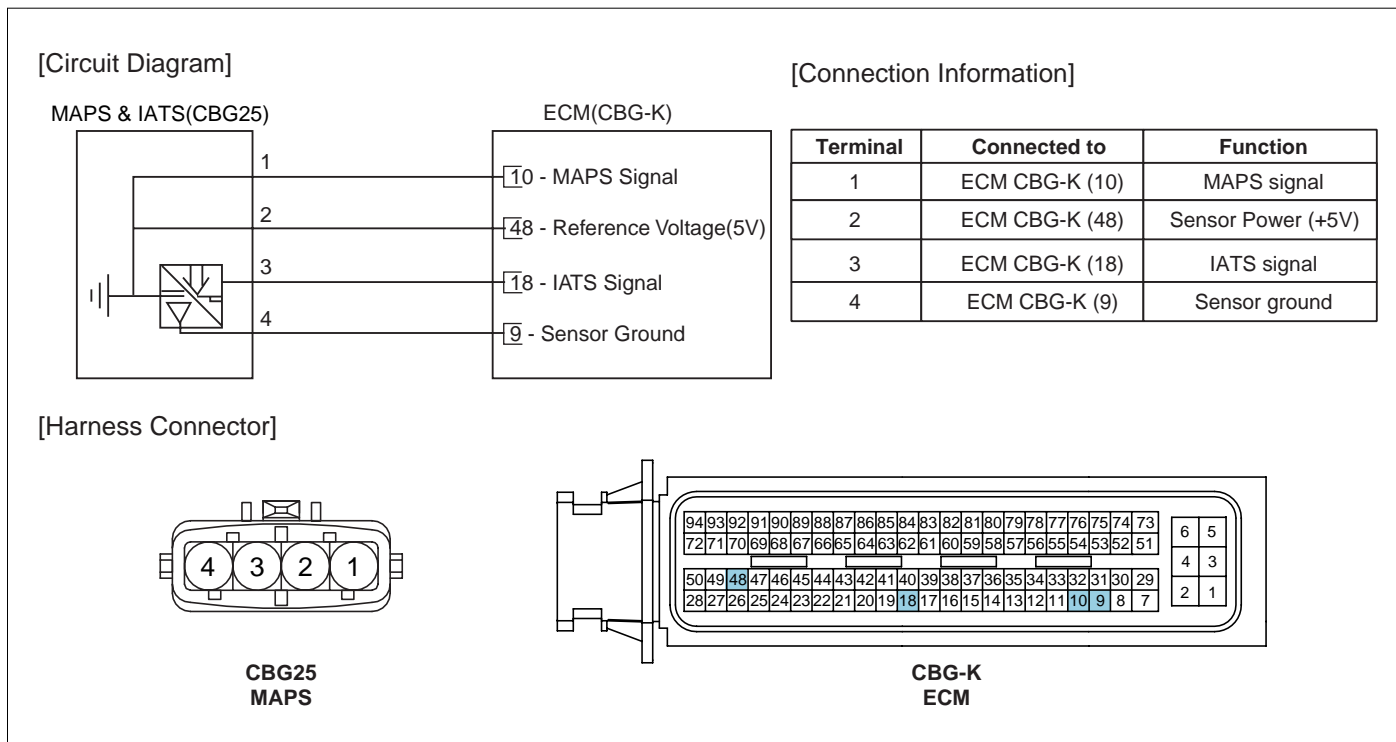 [Circuit Diagram]
MAPS & IATS(CBG25)
ECM(CBG-K)
1
10 - MAPS Signal
2
48 - Reference Voltage(5V)
3
18 - IATS Signal
4
9 - Sensor Ground
[Connection Information]
Terminal Connected to Function
1 ECM CBG-K (10) MAPS signal
2 ECM CBG-K (48) Sensor Power (+5V)
3 ECM CBG-K (18) IATS signal
4 ECM CBG-K (9) Sensor ground
[Harness Connector]
4 3 2 1
CBG25
MAPS
94 93 92 91 90 89 88 87 86 85 84 83 82 81 80 79 78 77 76 75 74 73
72 71 70 69 68 67 66 65 64 63 62 61 60 59 58 57 56 55 54 53 52 51
50 49 48 47 46 45 44 43 42 41 40 39 38 37 36 35 34 33 32 31 30 29
28 27 26 25 24 23 22 21 20 19 18 17 16 15 14 13 12 11 10 9 8 7
6 5
4 3
2 1
CBG-K
ECM